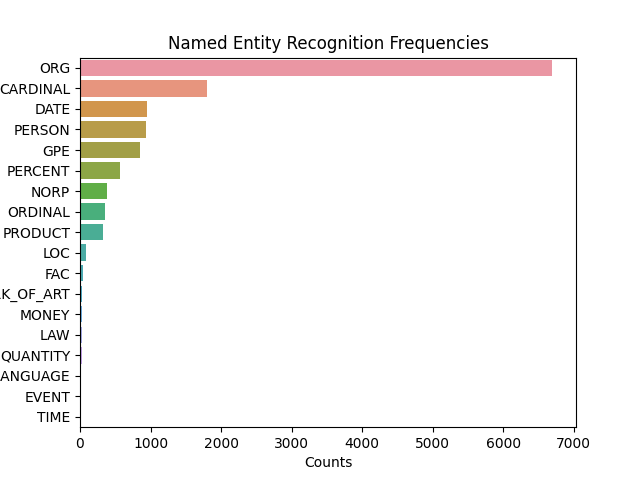 Named Entity Recognition Frequencies
ORG
CARDINAL
DATE
PERSON
GPE
PERCENT
NORP
ORDINAL
PRODUCT
LOC
FAC
RK_OF_ART
MONEY
LAW
QUANTITY
ANGUAGE
EVENT
TIME
0 1000 2000 3000 4000 5000 6000 7000
Counts